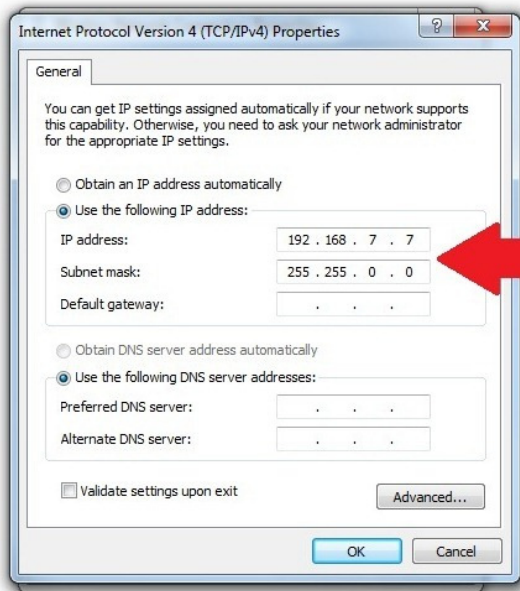 Internet Protocol Version 4 (TCP/IPv4) Properties
?
X
General
You can get IP settings assigned automatically if your network supports
this capability. Otherwise, you need to ask your network administrator
for the appropriate IP settings.
Obtain an IP address automatically
Use the following IP address:
IP address: 192 . 168 . 7 . 7
Subnet mask: 255 . 255 . 0 . 0
Default gateway: . . .
Obtain DNS server address automatically
Use the following DNS server addresses:
Preferred DNS server: . . .
Alternate DNS server: . . .
Validate settings upon exit
Advanced...
OK Cancel